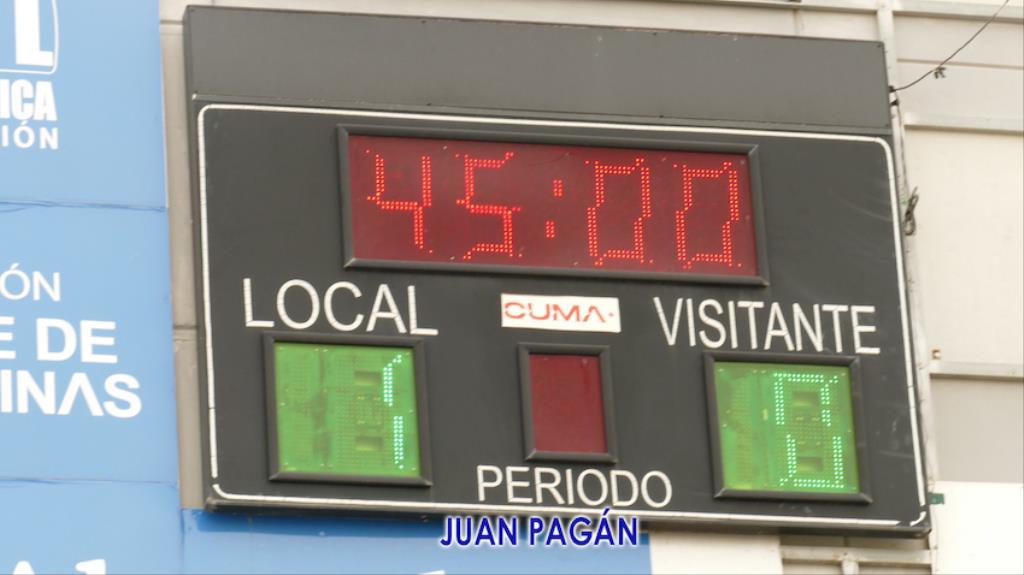 L
ICA
IÓN
45:00
LOCAL
CUMA
VISITANTE
ÓN
E DE
INAS
1
0
PERIODO
JUAN PAGÁN